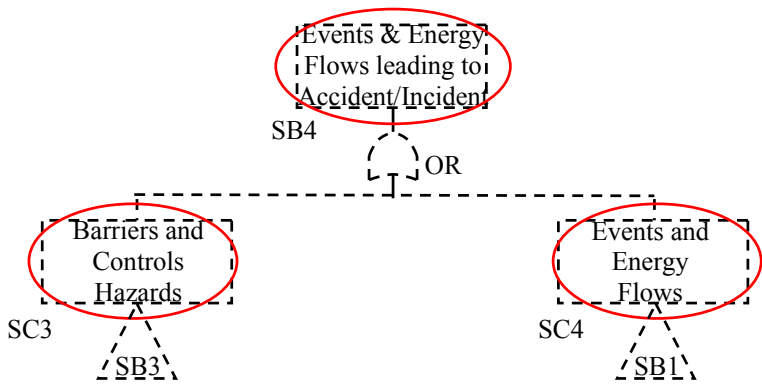 Events & Energy
Flows leading to
Accident/Incident
SB4
OR
Barriers and
Controls
Hazards
SC3
SB3
Events and
Energy
Flows
SC4
SB1